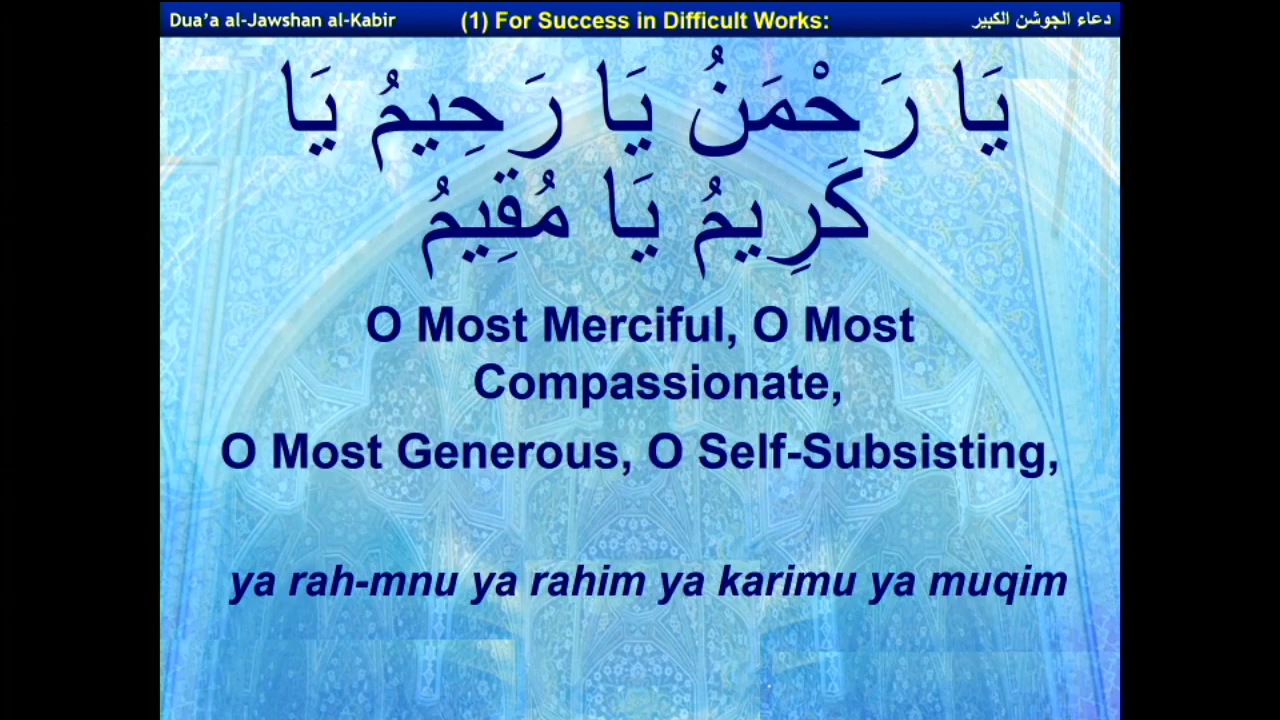 Dua'a al-Jawshan al-Kabir
(1) For Success in Difficult Works:
دعاء الجوشن الكبير
يَا رَحْمَنُ يَا رَحِيمُ يَا
كَرِيمُ يَا مُقِيمُ
O Most Merciful, O Most
Compassionate,
O Most Generous, O Self-Subsisting,
ya rah-mnu ya rahim ya karimu ya muqim